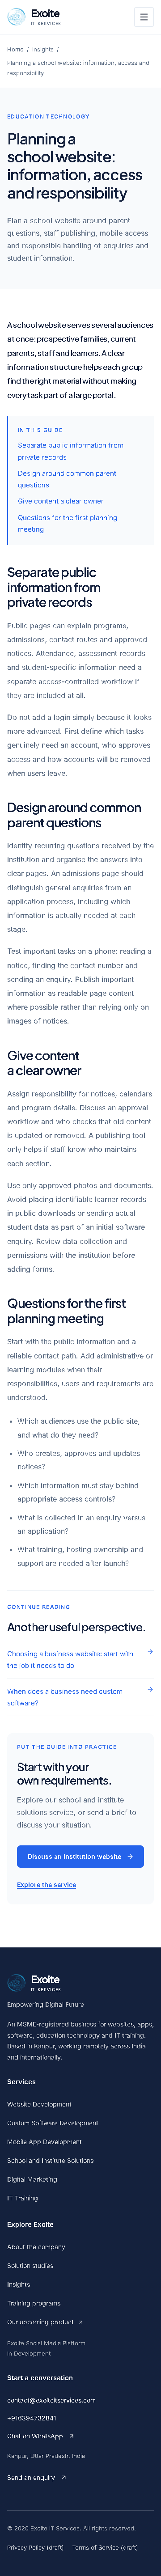 Exoite
IT SERVICES
Home / Insights /
Planning a school website: information, access and
responsibility
EDUCATION TECHNOLOGY
Planning a
school website:
information, access
and responsibility
Plan a school website around parent
questions, staff publishing, mobile access
and responsible handling of enquiries and
student information.
A school website serves several audiences
at once: prospective families, current
parents, staff and learners. A clear
information structure helps each group
find the right material without making
every task part of a large portal.
IN THIS GUIDE
Separate public information from
private records
Design around common parent
questions
Give content a clear owner
Questions for the first planning
meeting
Separate public
information from
private records
Public pages can explain programs,
admissions, contact routes and approved
notices. Attendance, assessment records
and student-specific information need a
separate access-controlled workflow if
they are included at all.
Do not add a login simply because it looks
more advanced. First define which tasks
genuinely need an account, who approves
access and how accounts will be removed
when users leave.
Design around common
parent questions
Identify recurring questions received by the
institution and organise the answers into
clear pages. An admissions page should
distinguish general enquiries from an
application process, including which
information is actually needed at each
stage.
Test important tasks on a phone: reading a
notice, finding the contact number and
sending an enquiry. Publish important
information as readable page content
where possible rather than relying only on
images of notices.
Give content
a clear owner
Assign responsibility for notices, calendars
and program details. Discuss an approval
workflow and who checks that old content
is updated or removed. A publishing tool
only helps if staff know who maintains
each section.
Use only approved photos and documents.
Avoid placing identifiable learner records
in public downloads or sending actual
student data as part of an initial software
enquiry. Review data collection and
permissions with the institution before
adding forms.
Questions for the first
planning meeting
Start with the public information and a
reliable contact path. Add administrative or
learning modules when their
responsibilities, users and requirements are
understood.
• Which audiences use the public site,
and what do they need?
• Who creates, approves and updates
notices?
• Which information must stay behind
appropriate access controls?
• What is collected in an enquiry versus
an application?
• What training, hosting ownership and
support are needed after launch?
CONTINUE READING
Another useful perspective.
Choosing a business website: start with
the job it needs to do →
When does a business need custom
software? →
PUT THE GUIDE INTO PRACTICE
Start with your
own requirements.
Explore our school and institute
solutions service, or send a brief to
discuss your situation.
Discuss an institution website →
Explore the service
Exoite
IT SERVICES
Empowering Digital Future
An MSME-registered business for websites, apps,
software, education technology and IT training.
Based in Kanpur, working remotely across India
and internationally.
Services
Website Development
Custom Software Development
Mobile App Development
School and Institute Solutions
Digital Marketing
IT Training
Explore Exoite
About the company
Solution studies
Insights
Training programs
Our upcoming product ↗
Exoite Social Media Platform
In Development
Start a conversation
contact@exoiteitservices.com
+916394732841
Chat on WhatsApp ↗
Kanpur, Uttar Pradesh, India
Send an enquiry ↗
© 2026 Exoite IT Services. All rights reserved.
Privacy Policy (draft) Terms of Service (draft)